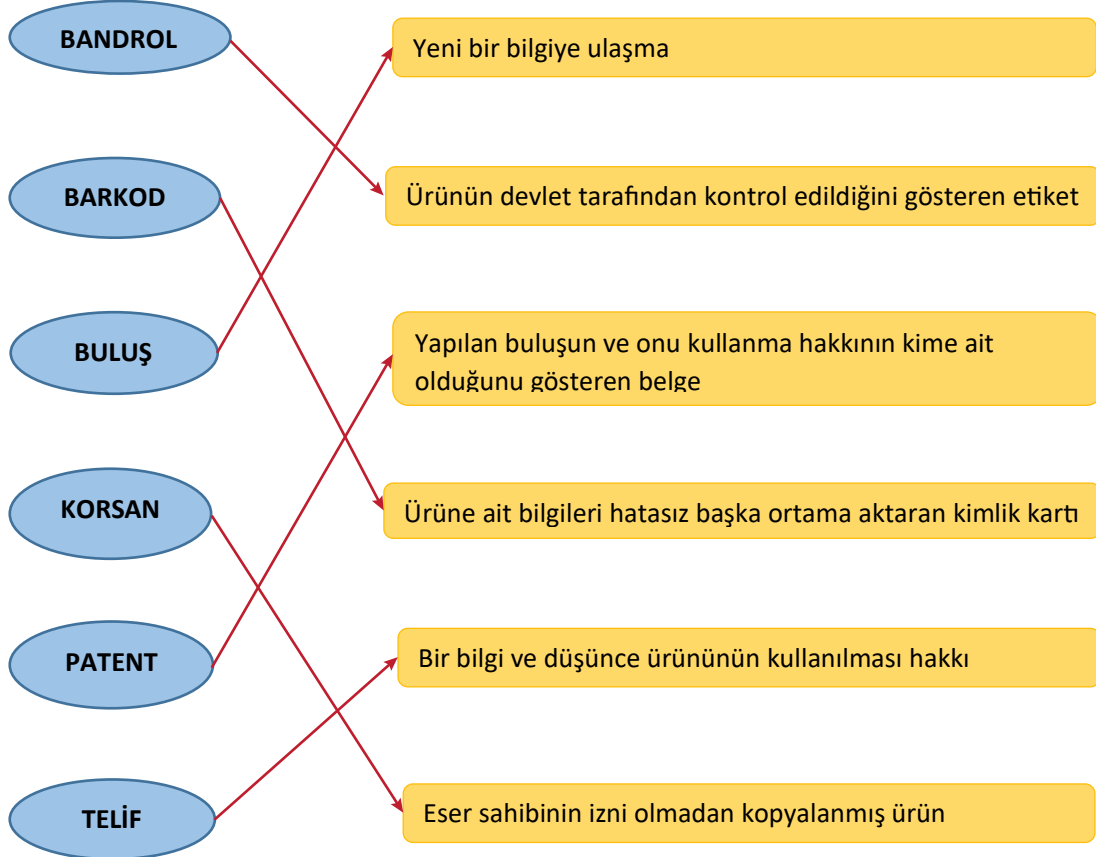 BANDROL
Yeni bir bilgiye ulaşma
BARKOD
Ürünün devlet tarafından kontrol edildiğini gösteren etiket
BULUŞ
Yapılan buluşun ve onu kullanma hakkının kime ait
olduğunu gösteren belge
KORSAN
Ürüne ait bilgileri hatasız başka ortama aktaran kimlik kartı
PATENT
Bir bilgi ve düşünce ürününün kullanılması hakkı
TELİF
Eser sahibinin izni olmadan kopyalanmış ürün